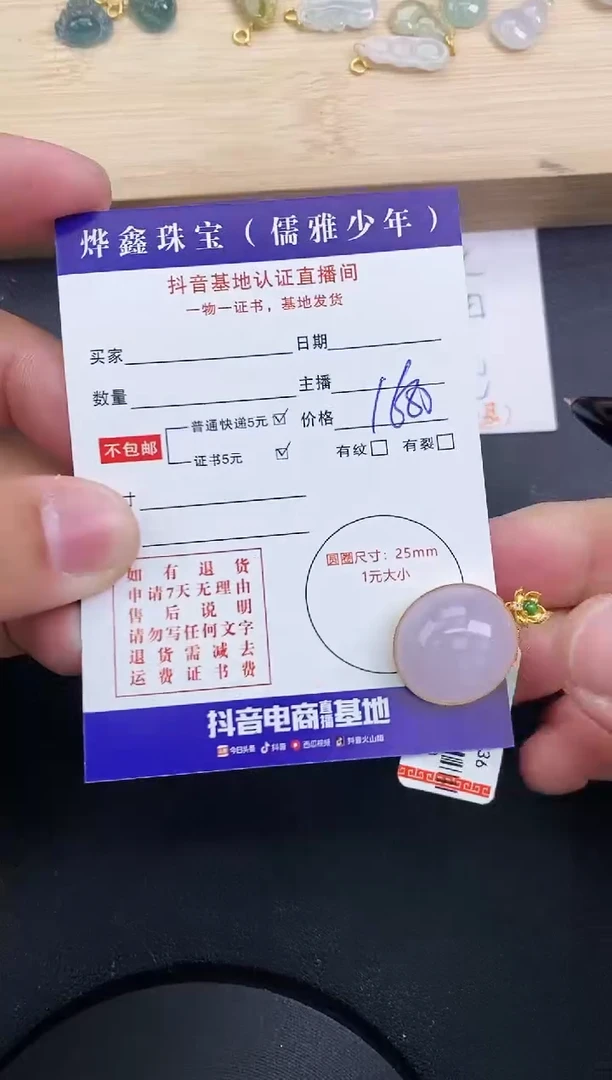 烨鑫珠宝（儒雅少年）
抖音基地认证直播间
一物一证书，基地发货
买家 日期
数量 主播
不包邮 普通快递5元 价格 1680
证书5元 有纹 有裂
寸
圆圈尺寸：25mm
1元大小
如有退货
申请7天无理由
售后说明
请勿写任何文字
退货需减去
运费证书费
抖音电商直播基地
今日头条 抖音 西瓜视频 抖音火山版
36